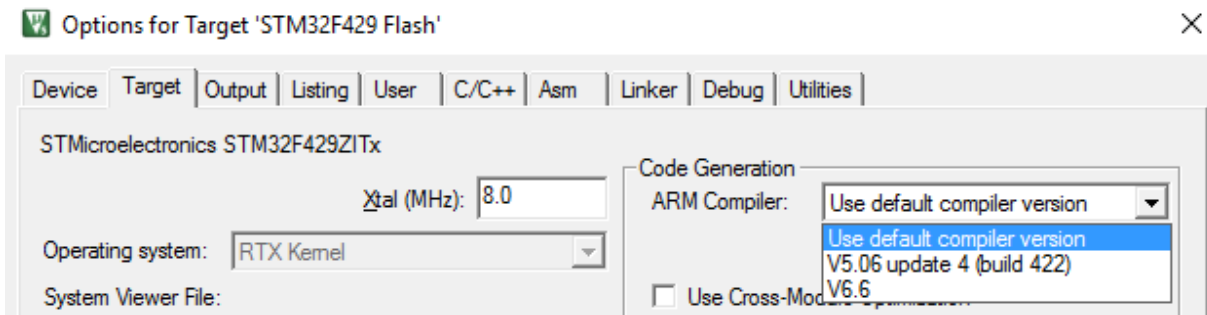 Options for Target 'STM32F429 Flash'
Device Target Output Listing User C/C++ Asm Linker Debug Utilities
STMicroelectronics STM32F429ZITx
Code Generation
Xtal (MHz): 8.0
ARM Compiler: Use default compiler version
Use default compiler version
Operating system: RTX Kernel
V5.06 update 4 (build 422)
V6.6
System Viewer File:
Use Cross-Module Optimization